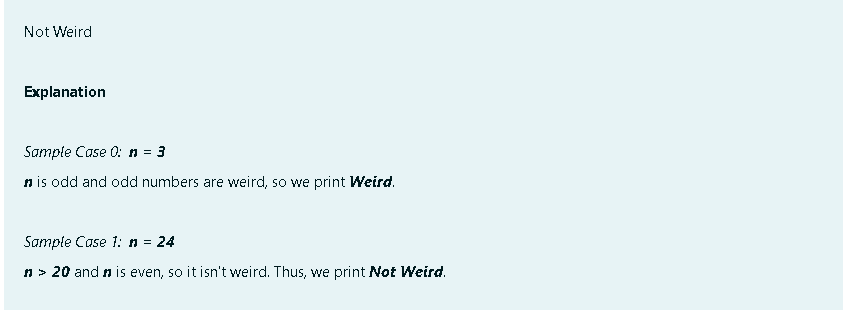 Not Weird
Explanation
Sample Case 0: n = 3
n is odd and odd numbers are weird, so we print Weird.
Sample Case 1: n = 24
n > 20 and n is even, so it isn't weird. Thus, we print Not Weird.